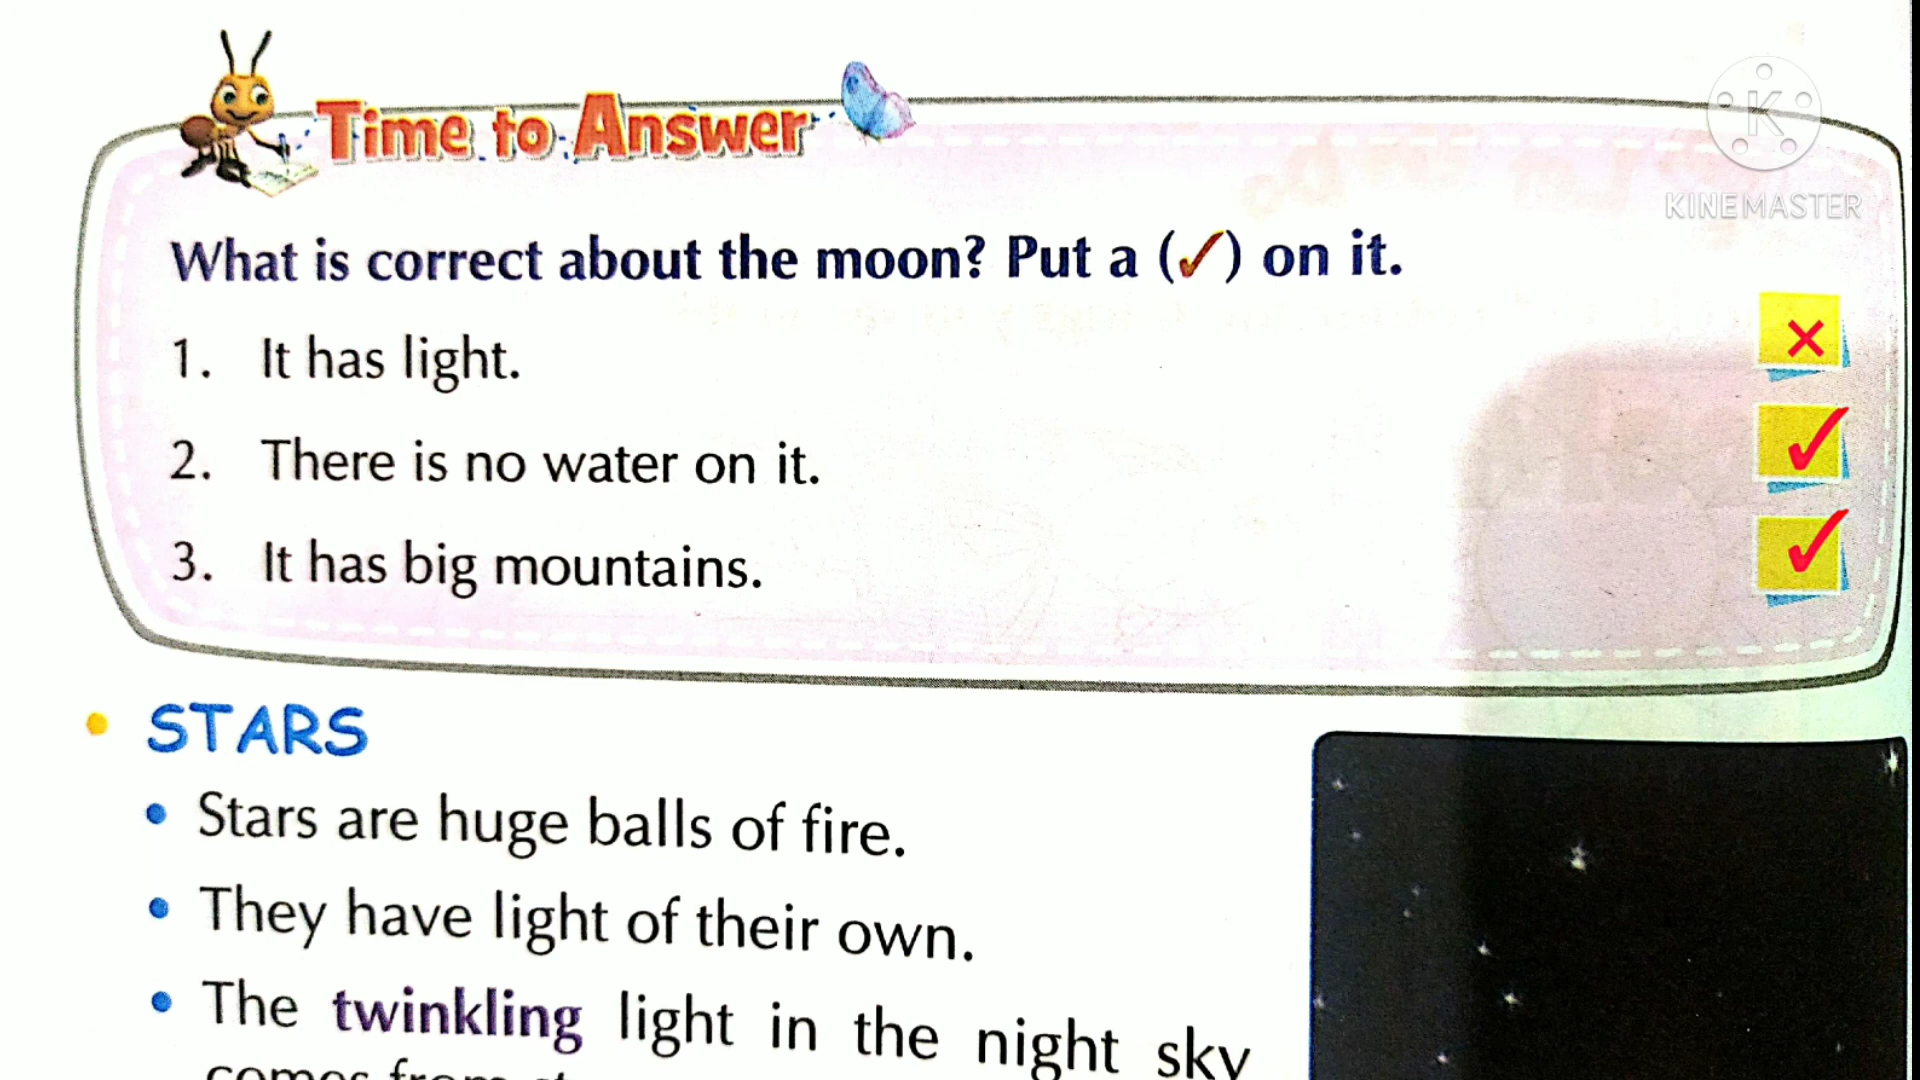 Time to Answer
KINEMASTER
What is correct about the moon? Put a (✓) on it.
1. It has light. ×
2. There is no water on it. ✓
3. It has big mountains. ✓
• STARS
• Stars are huge balls of fire.
• They have light of their own.
• The twinkling light in the night sky
comes from